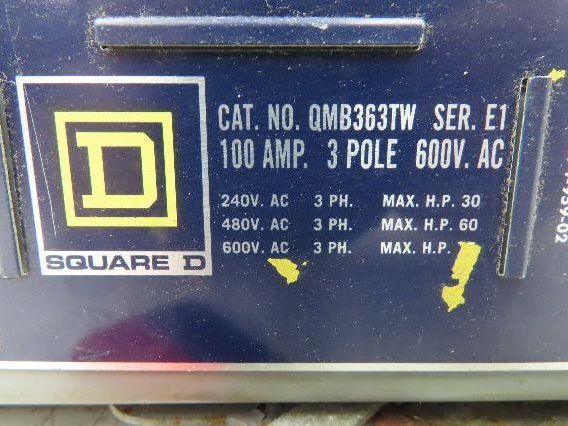 CAT. NO. QMB363TW SER. E1
100 AMP. 3 POLE 600V. AC
240V. AC 3 PH. MAX. H.P. 30
480V. AC 3 PH. MAX. H.P. 60
600V. AC 3 PH. MAX. H.P.
D
SQUARE D